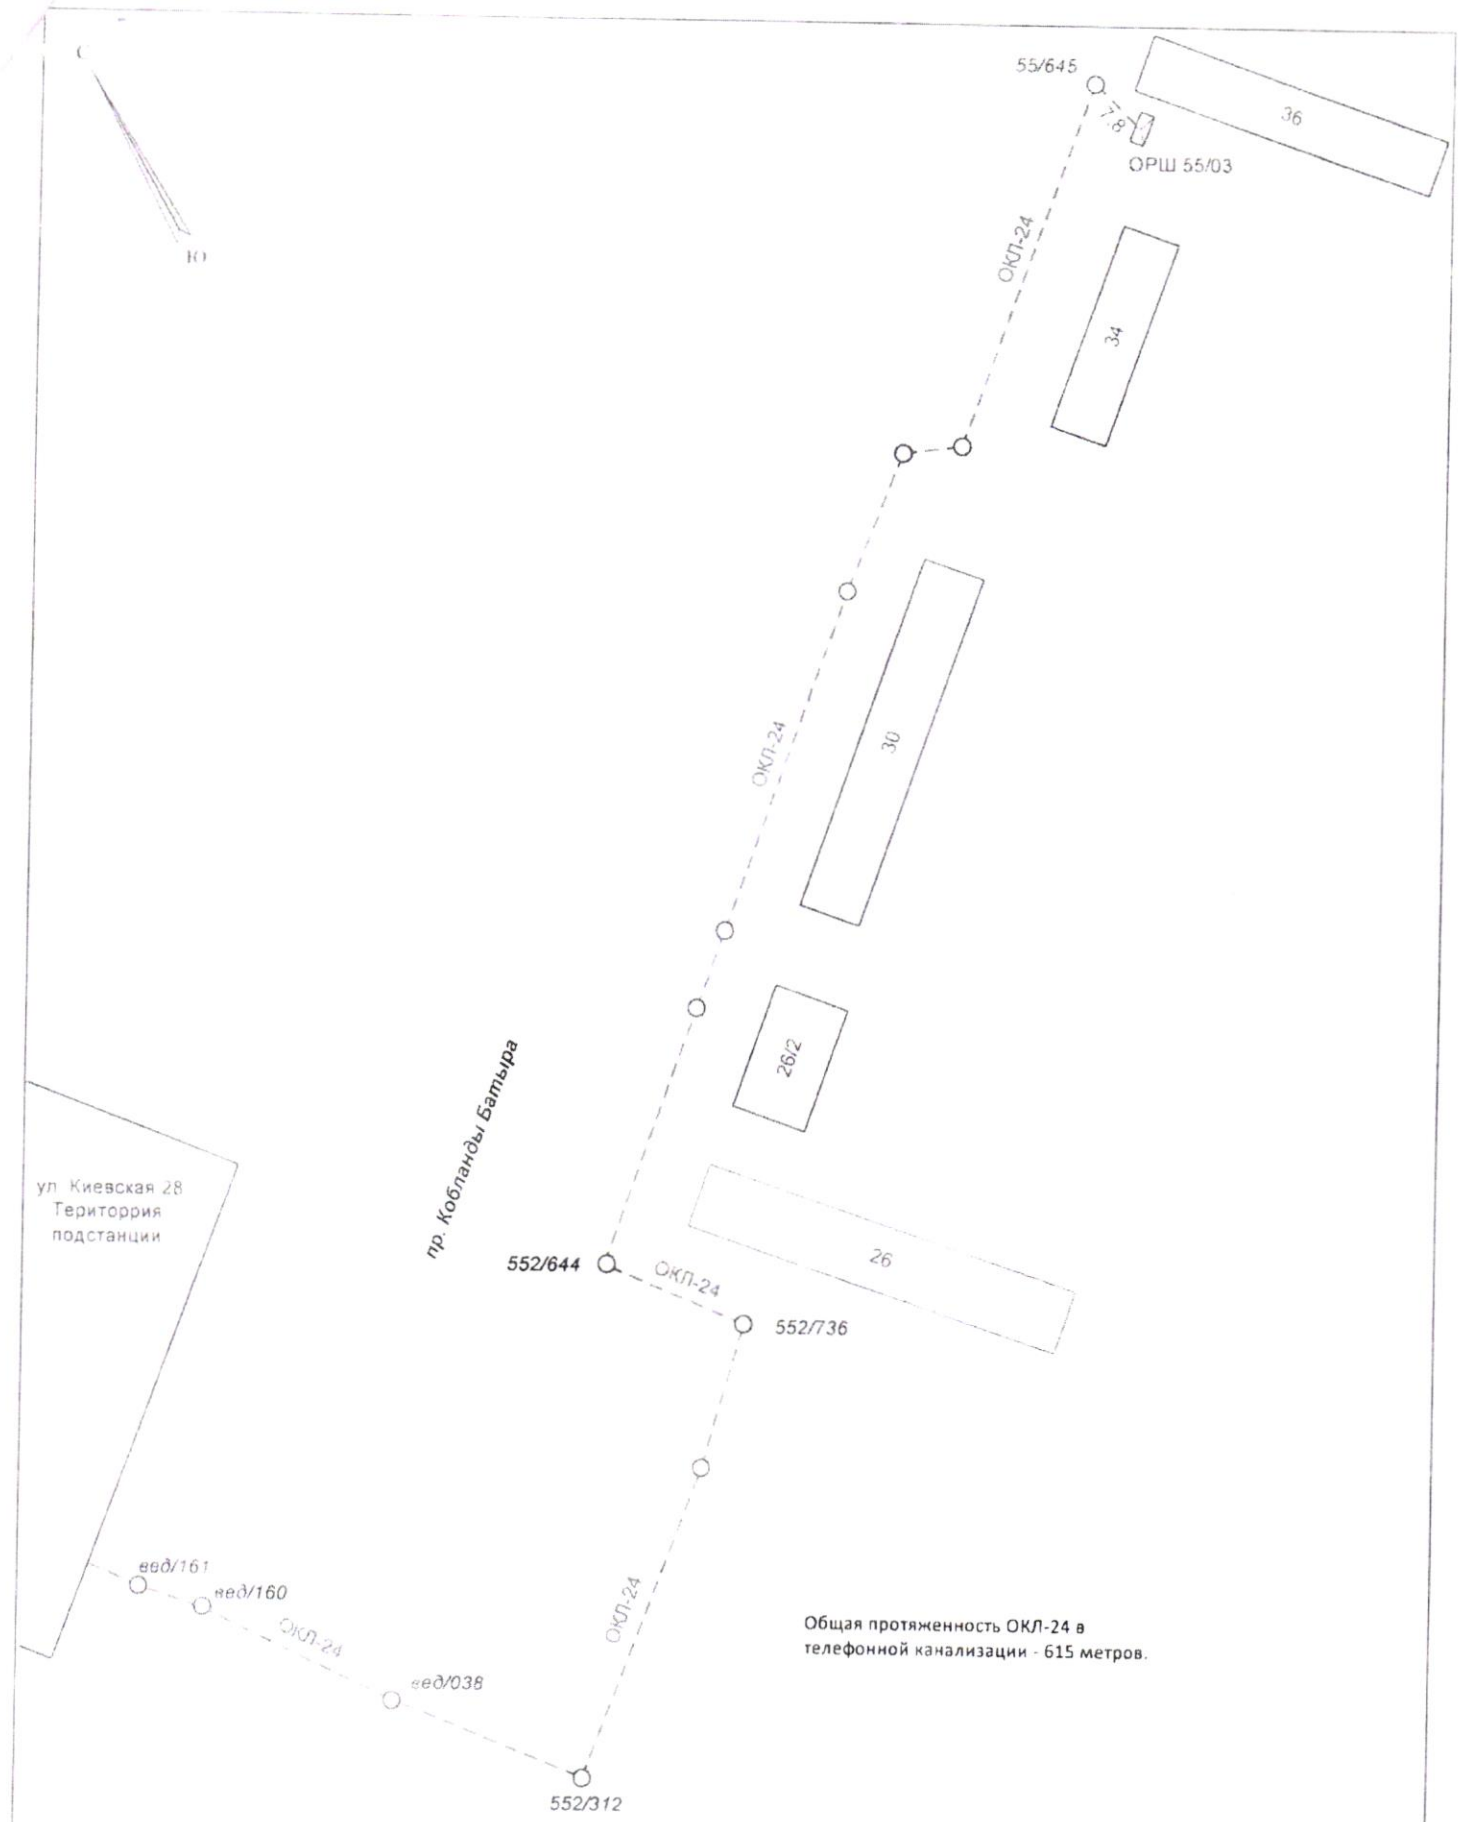 С
Ю
55/645
7.8
36
ОРШ 55/03
ОКЛ-24
34
ОКЛ-24
30
26/2
пр. Кобланды Батыра
ул Киевская 28
Територрия
подстанции
26
552/644
ОКЛ-24
552/736
вед/161
вед/160
ОКЛ-24
ОКЛ-24
вед/038
552/312
Общая протяженность ОКЛ-24 в
телефонной канализации - 615 метров.